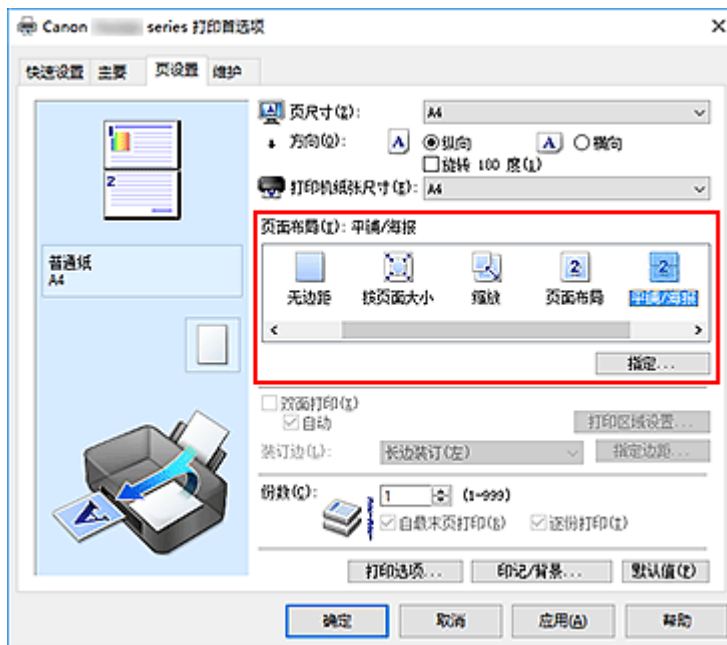 Canon series 打印首选项
快速设置 主要 页设置 维护
页尺寸(Z): A4
方向(O): A 纵向 A 横向
旋转 180 度(1)
打印机纸张尺寸(E): A4
页面布局(I): 平铺/海报
无边距 按页面大小 缩放 页面布局 平铺/海报
指定...
1
2
普通纸
A4
双面打印(X)
自动 打印区域设置...
装订边(L): 长边装订(左) 指定边距...
份数(C): 1 (1-999)
自最末页打印(B) 逐份打印(T)
打印选项... 印记/背景... 默认值(F)
确定 取消 应用(A) 帮助